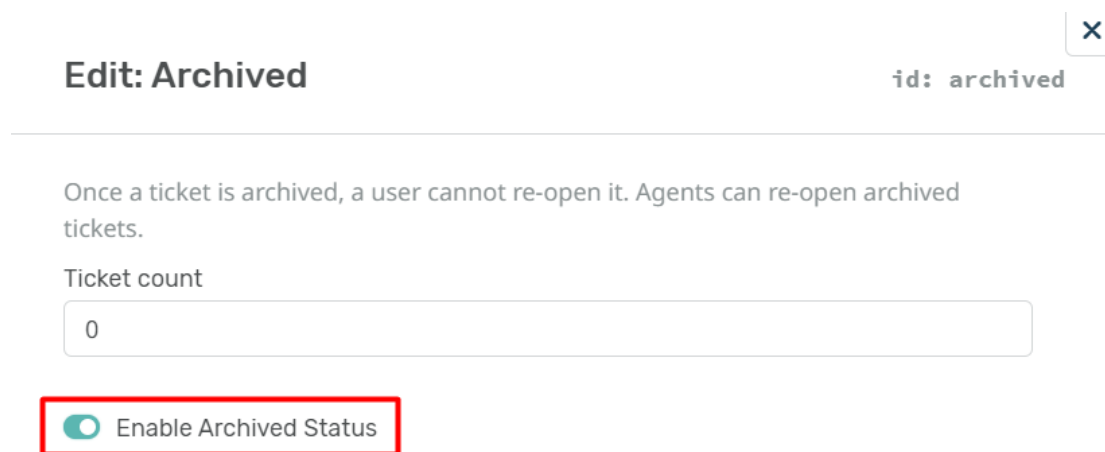 Edit: Archived
id: archived
Once a ticket is archived, a user cannot re-open it. Agents can re-open archived
tickets.
Ticket count
0
Enable Archived Status